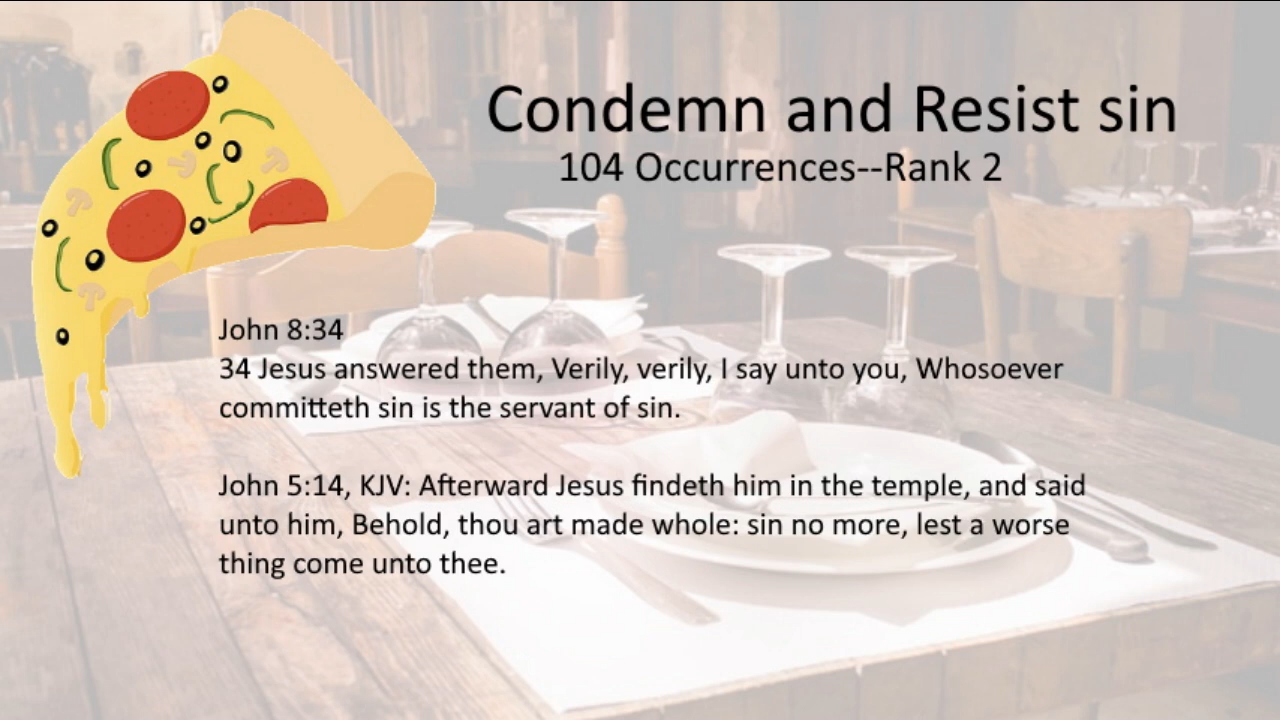 Condemn and Resist sin
104 Occurrences--Rank 2
John 8:34
34 Jesus answered them, Verily, verily, I say unto you, Whosoever
committeth sin is the servant of sin.
John 5:14, KJV: Afterward Jesus findeth him in the temple, and said
unto him, Behold, thou art made whole: sin no more, lest a worse
thing come unto thee.